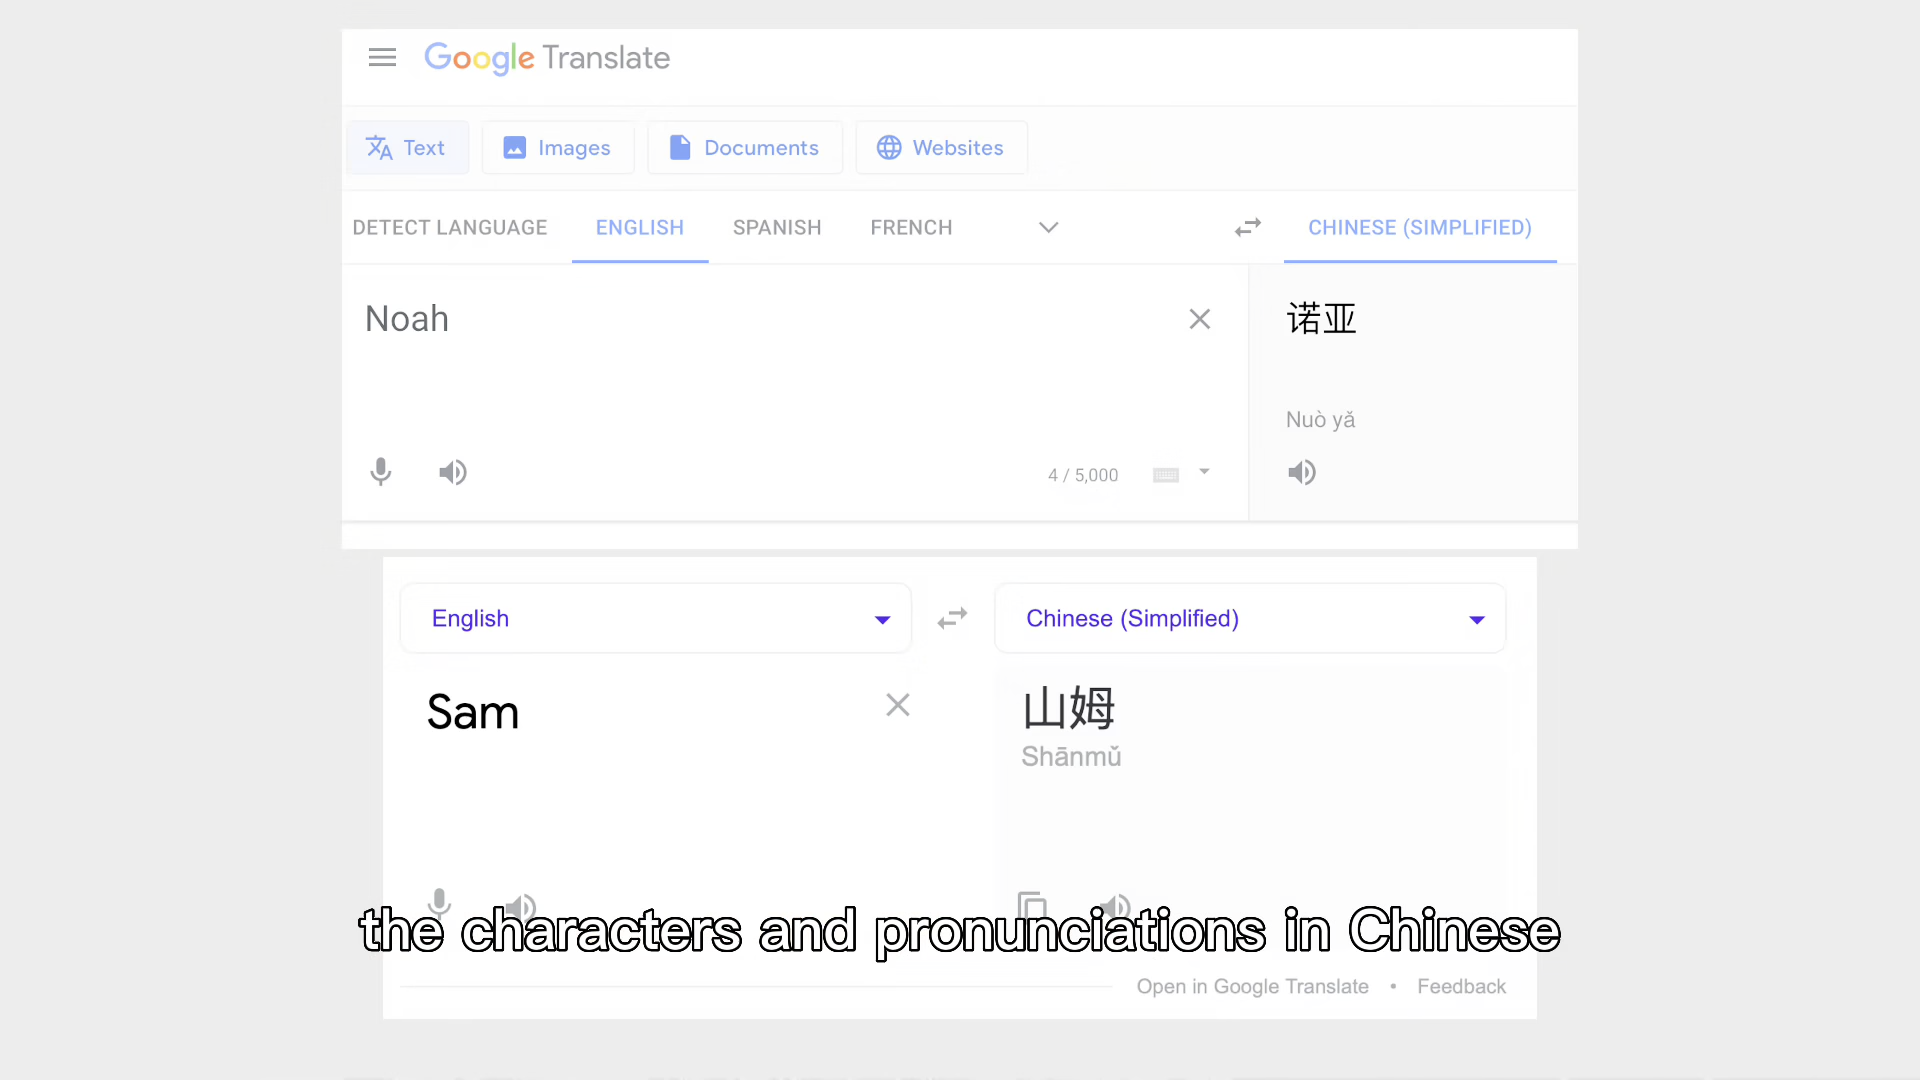 Google Translate
Text Images Documents Websites
DETECT LANGUAGE ENGLISH SPANISH FRENCH CHINESE (SIMPLIFIED)
Noah
诺亚
Nuò yǎ
4 / 5,000
English Chinese (Simplified)
Sam
山姆
Shānmǔ
the characters and pronunciations in Chinese
Open in Google Translate • Feedback